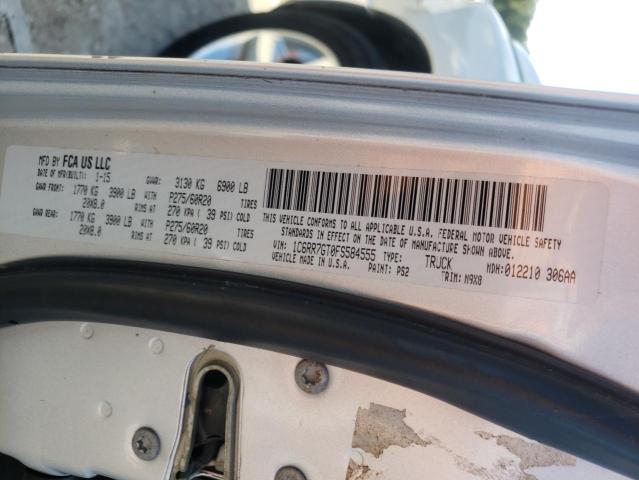 MFD BY FCA US LLC
DATE OF MFR(BUILT): 1-15 GVWR: 3130 KG 6900 LB
GAWR FRONT: 1770 KG 3900 LB WITH P275/60R20 TIRES
20X8.0 RIMS AT 270 KPA ( 39 PSI) COLD
GAWR REAR: 1770 KG 3900 LB WITH P275/60R20 TIRES
20X8.0 RIMS AT 270 KPA ( 39 PSI) COLD
THIS VEHICLE CONFORMS TO ALL APPLICABLE U.S.A. FEDERAL MOTOR VEHICLE SAFETY
STANDARDS IN EFFECT ON THE DATE OF MANUFACTURE SHOWN ABOVE.
VIN: 1C6RR7GT0FS584555 TYPE: TRUCK MDH: 012210 306AA
VEHICLE MADE IN U.S.A. PAINT: PS2 TRIM: M9X8